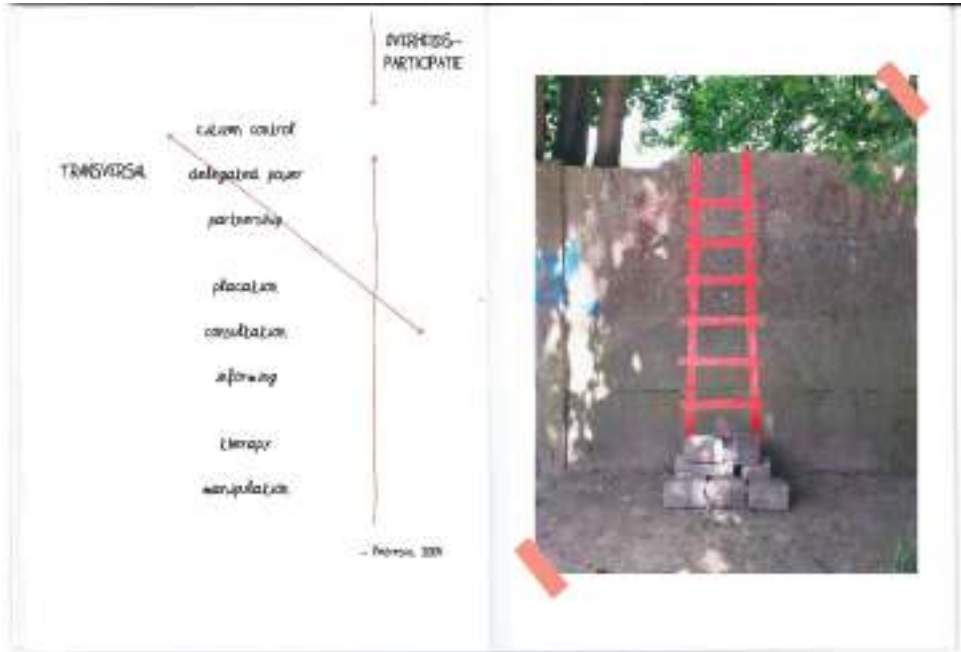 OVERHEIDS-
PARTICIPATIE
citizen control
TRANSVERSAL
delegated power
partnership
placation
consultation
informing
therapy
manipulation